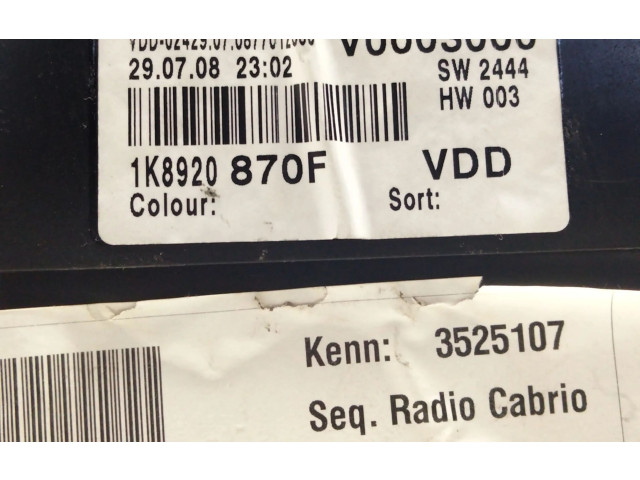 29.07.08 23:02
SW 2444
HW 003
1K8920 870F VDD
Colour: Sort:
Kenn: 3525107
Seq. Radio Cabrio